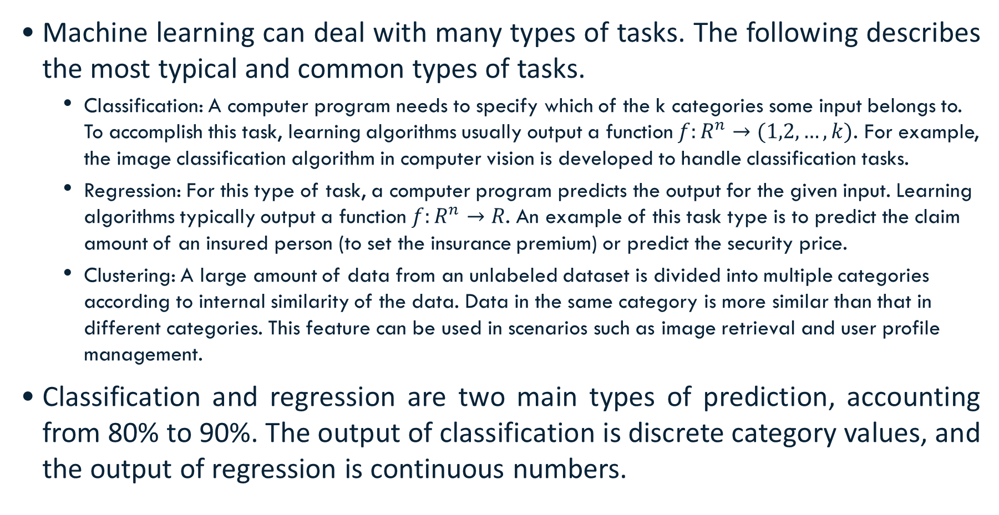 • Machine learning can deal with many types of tasks. The following describes
the most typical and common types of tasks.
• Classification: A computer program needs to specify which of the k categories some input belongs to.
To accomplish this task, learning algorithms usually output a function f: Rⁿ → (1,2, ... , k). For example,
the image classification algorithm in computer vision is developed to handle classification tasks.
• Regression: For this type of task, a computer program predicts the output for the given input. Learning
algorithms typically output a function f: Rⁿ → R. An example of this task type is to predict the claim
amount of an insured person (to set the insurance premium) or predict the security price.
• Clustering: A large amount of data from an unlabeled dataset is divided into multiple categories
according to internal similarity of the data. Data in the same category is more similar than that in
different categories. This feature can be used in scenarios such as image retrieval and user profile
management.
• Classification and regression are two main types of prediction, accounting
from 80% to 90%. The output of classification is discrete category values, and
the output of regression is continuous numbers.